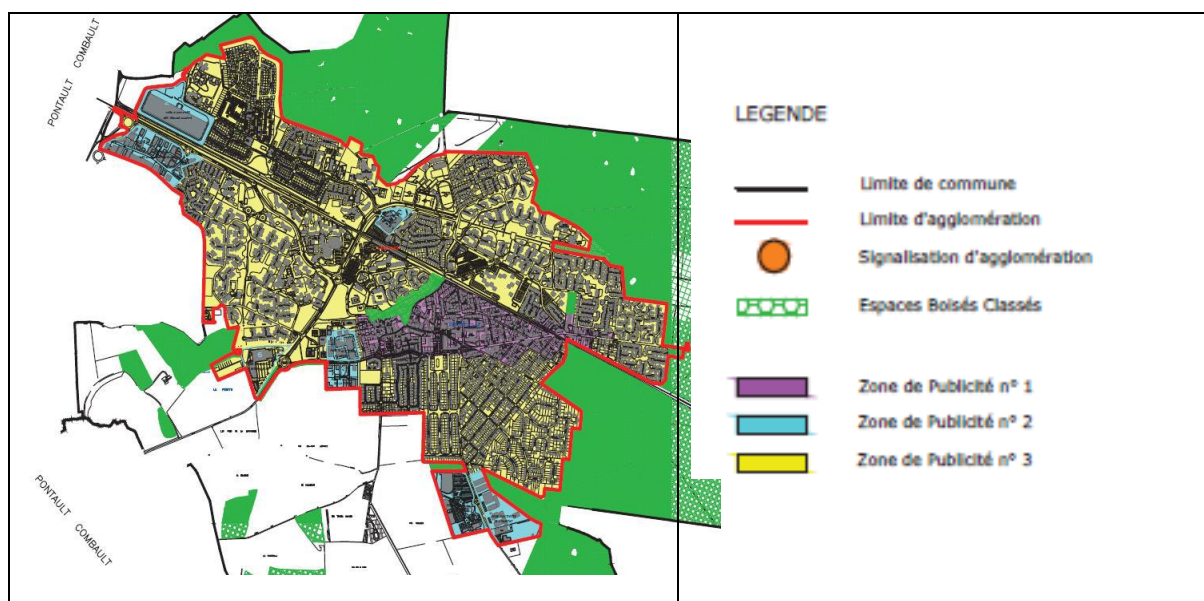 PONTAULT COMBAULT
PONTAULT COMBAULT
LEGENDE
Limite de commune
Limite d'agglomération
Signalisation d'agglomération
Espaces Boisés Classés
Zone de Publicité n° 1
Zone de Publicité n° 2
Zone de Publicité n° 3